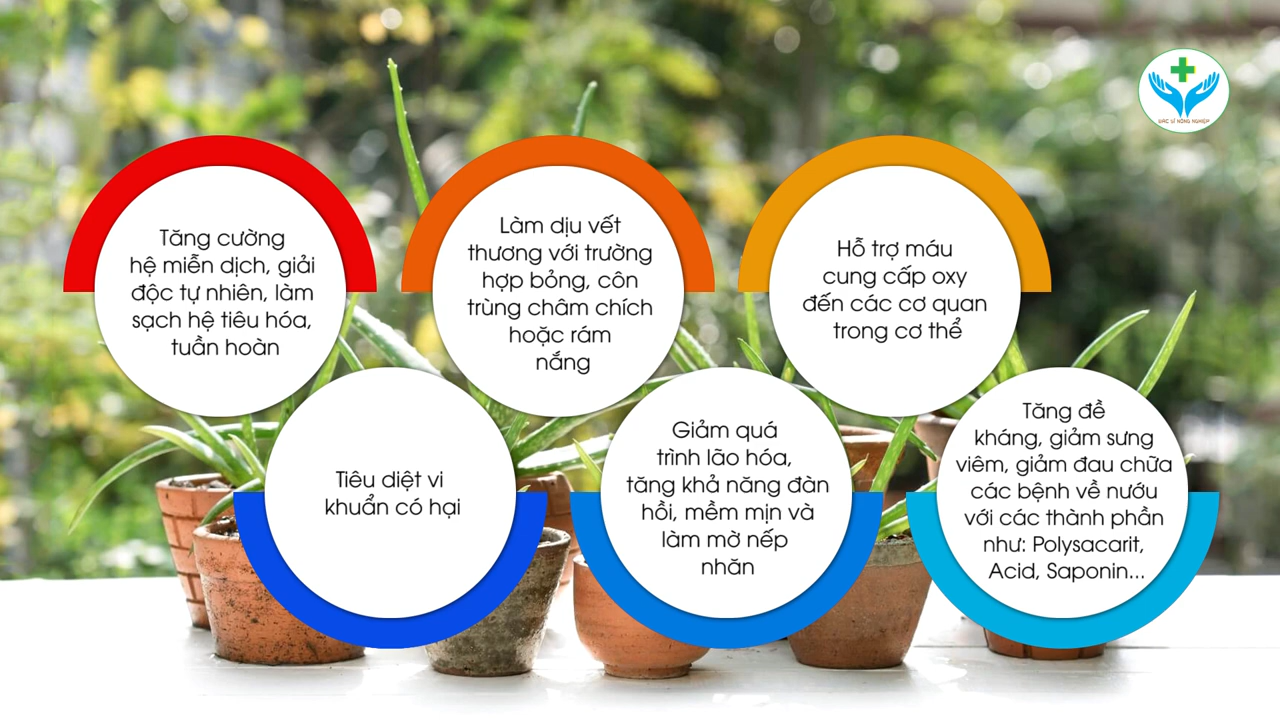 BÁC SĨ NÔNG NGHIỆP
Tăng cường
hệ miễn dịch, giải
độc tự nhiên, làm
sạch hệ tiêu hóa,
tuần hoàn
Làm dịu vết
thương với trường
hợp bỏng, côn
trùng châm chích
hoặc rám
nắng
Hỗ trợ máu
cung cấp oxy
đến các cơ quan
trong cơ thể
Tiêu diệt vi
khuẩn có hại
Giảm quá
trình lão hóa,
tăng khả năng đàn
hồi, mềm mịn và
làm mờ nếp
nhăn
Tăng đề
kháng, giảm sưng
viêm, giảm đau chữa
các bệnh về nướu
với các thành phần
như: Polysacarit,
Acid, Saponin...